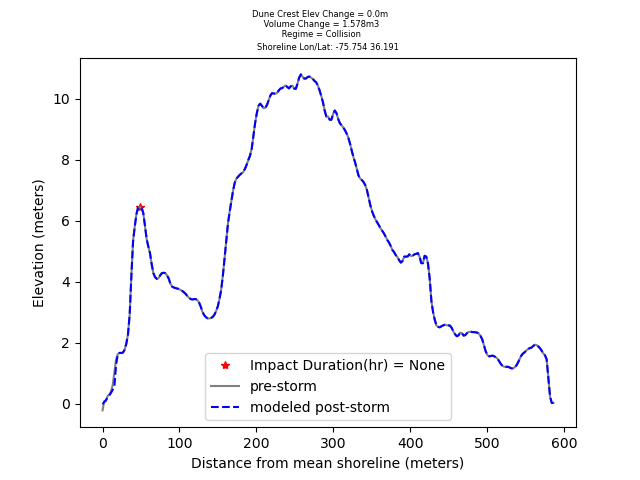 Dune Crest Elev Change = 0.0m
Volume Change = 1.578m3
Regime = Collision
Shoreline Lon/Lat: -75.754 36.191
10
8
6
4
2
0
Elevation (meters)
Impact Duration(hr) = None
pre-storm
modeled post-storm
0 100 200 300 400 500 600
Distance from mean shoreline (meters)